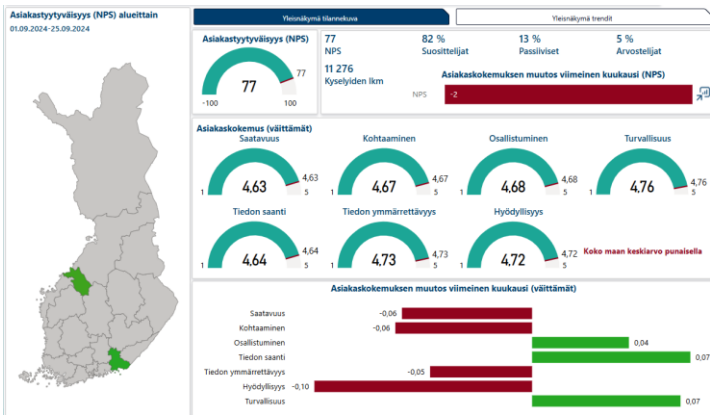 Asiakastyytyväisyys (NPS) alueittain
01.09.2024-25.09.2024
Yleisnäkymä tilannekuva
Yleisnäkymä trendit
Asiakastyytyväisyys (NPS)
77
77
-100
100
77
NPS
82 %
Suosittelijat
13 %
Passiiviset
5 %
Arvostelijat
11 276
Kyselyiden lkm
Asiakaskokemuksen muutos viimeinen kuukausi (NPS)
NPS
-2
Asiakaskokemus (väittämät)
Saatavuus
4,63
4,63
1
5
Kohtaaminen
4,67
4,67
1
5
Osallistuminen
4,68
4,68
1
5
Turvallisuus
4,76
4,76
1
5
Tiedon saanti
4,64
4,64
1
5
Tiedon ymmärrettävyys
4,73
4,73
1
5
Hyödyllisyys
4,72
4,72
1
5
Koko maan keskiarvo punaisella
Asiakaskokemuksen muutos viimeinen kuukausi (väittämät)
Saatavuus -0,06
Kohtaaminen -0,06
Osallistuminen 0,04
Tiedon saanti 0,07
Tiedon ymmärrettävyys -0,05
Hyödyllisyys -0,10
Turvallisuus 0,07